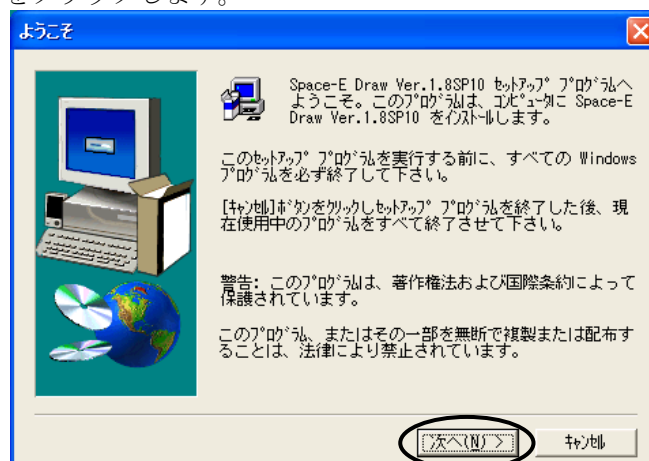 をクリックします。
ようこそ
Space-E Draw Ver.1.8SP10 ｾｯﾄｱｯﾌﾟ ﾌﾟﾛｸﾞﾗﾑへ
ようこそ。このﾌﾟﾛｸﾞﾗﾑは、ｺﾝﾋﾟｭｰﾀに Space-E
Draw Ver.1.8SP10 をｲﾝｽﾄｰﾙします。
このｾｯﾄｱｯﾌﾟ ﾌﾟﾛｸﾞﾗﾑを実行する前に、すべての Windows
ﾌﾟﾛｸﾞﾗﾑを必ず終了して下さい。
[ｷｬﾝｾﾙ]ﾎﾞﾀﾝをｸﾘｯｸしｾｯﾄｱｯﾌﾟ ﾌﾟﾛｸﾞﾗﾑを終了した後、現
在使用中のﾌﾟﾛｸﾞﾗﾑをすべて終了させて下さい。
警告: このﾌﾟﾛｸﾞﾗﾑは、著作権法および国際条約によって
保護されています。
このﾌﾟﾛｸﾞﾗﾑ、またはその一部を無断で複製または配布す
ることは、法律により禁止されています。
次へ(N) >
ｷｬﾝｾﾙ